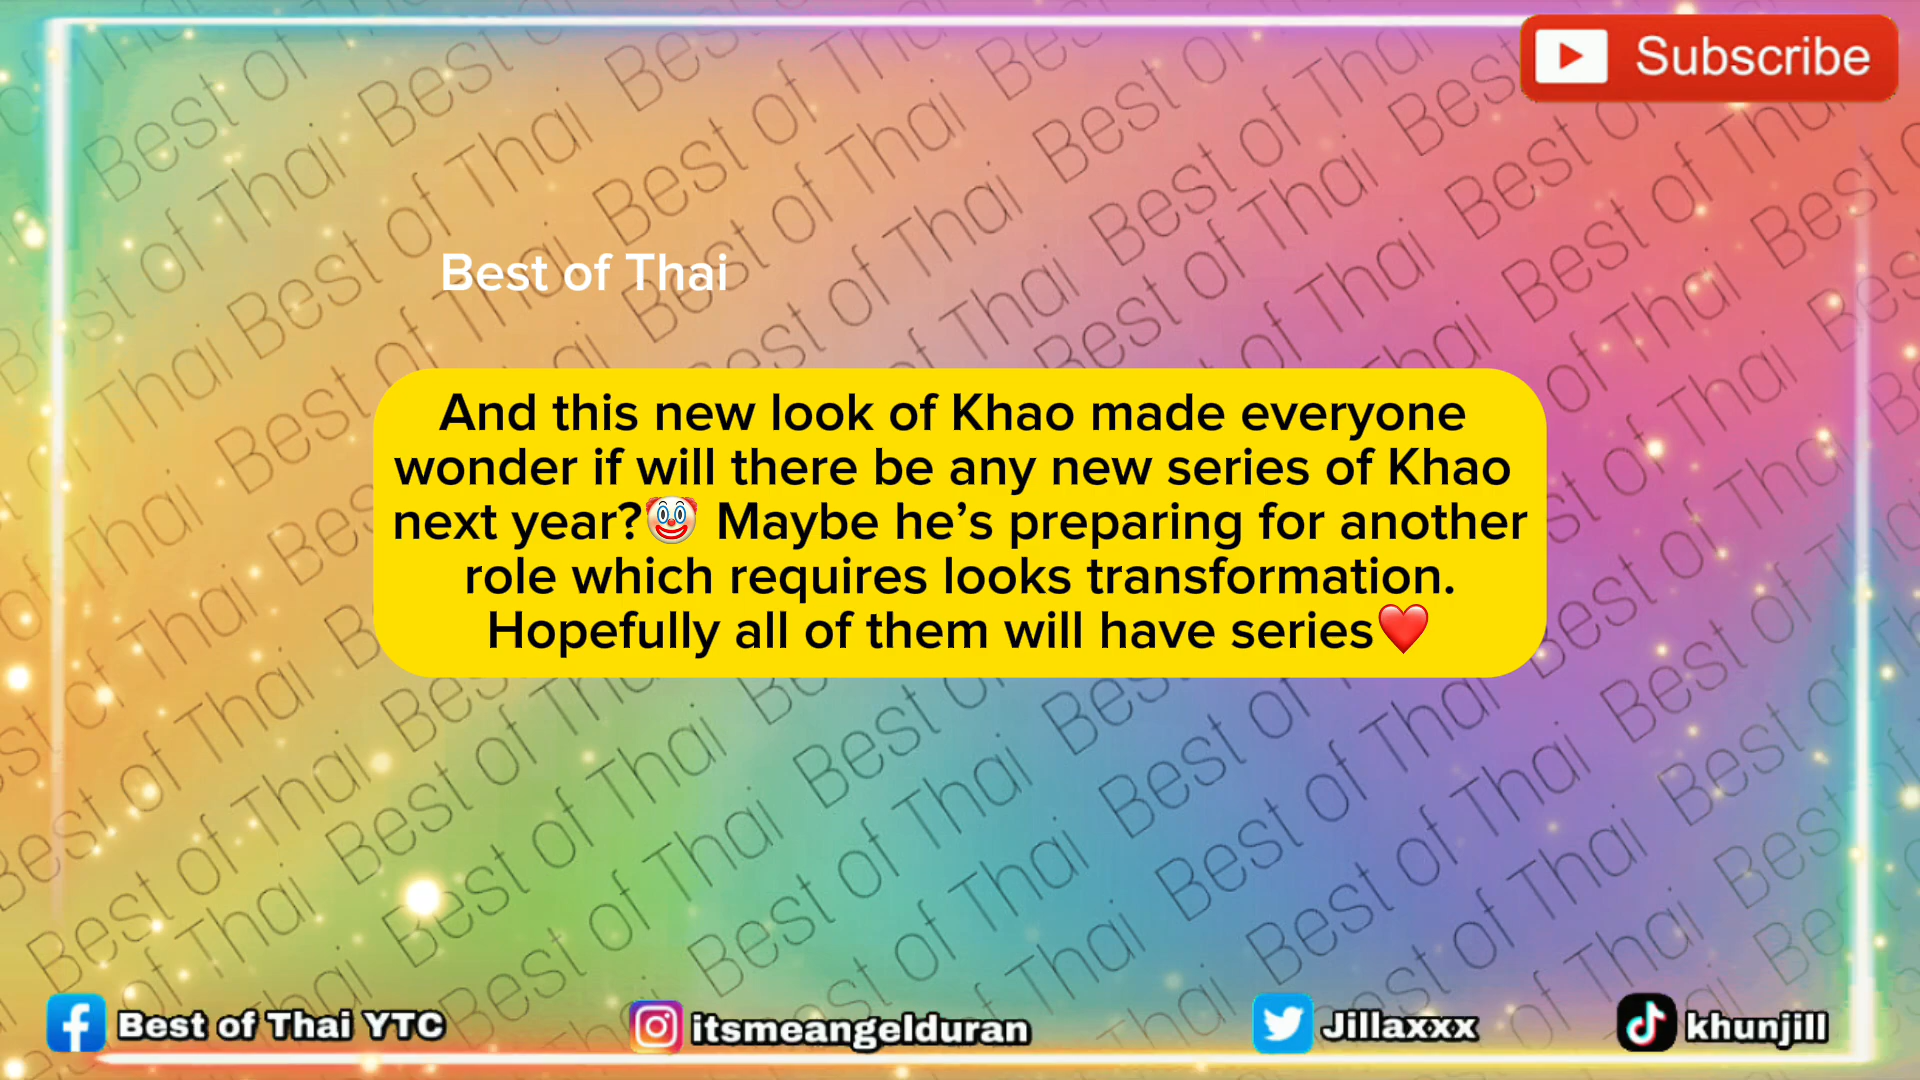 Subscribe
Best of Thai
And this new look of Khao made everyone
wonder if will there be any new series of Khao
next year?🤡 Maybe he’s preparing for another
role which requires looks transformation.
Hopefully all of them will have series❤️
Best of Thai YTC
itsmeangelduran
Jillaxxx
khunjill